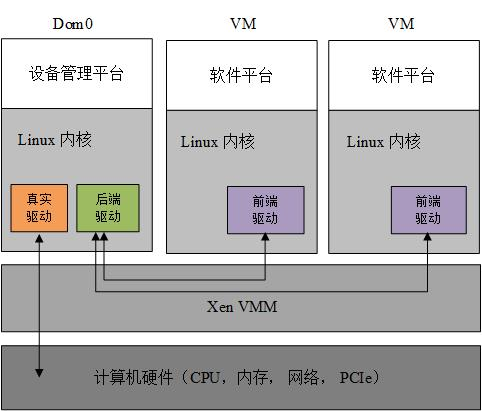 Dom0
VM
VM
设备管理平台
软件平台
软件平台
Linux 内核
Linux 内核
Linux 内核
真实
驱动
后端
驱动
前端
驱动
前端
驱动
Xen VMM
计算机硬件（CPU，内存， 网络， PCIe）